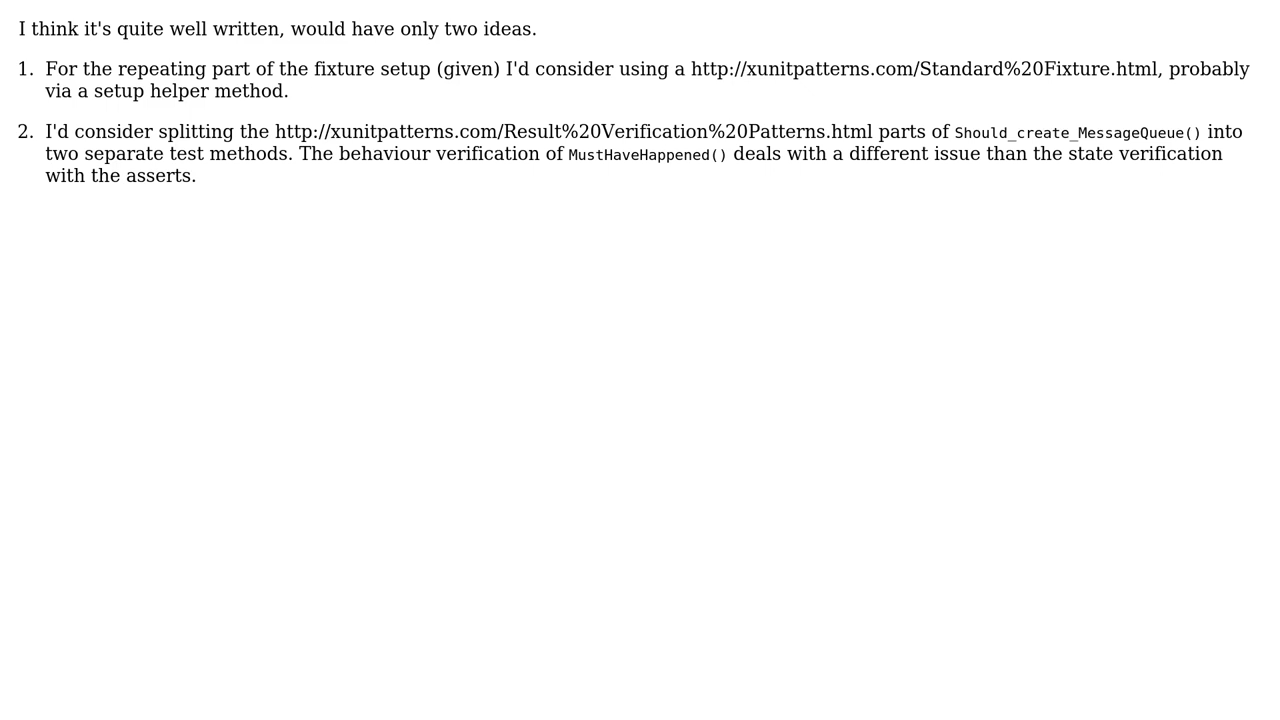 I think it's quite well written, would have only two ideas.
1. For the repeating part of the fixture setup (given) I'd consider using a http://xunitpatterns.com/Standard%20Fixture.html, probably
via a setup helper method.
2. I'd consider splitting the http://xunitpatterns.com/Result%20Verification%20Patterns.html parts of Should_create_MessageQueue() into
two separate test methods. The behaviour verification of MustHaveHappened() deals with a different issue than the state verification
with the asserts.